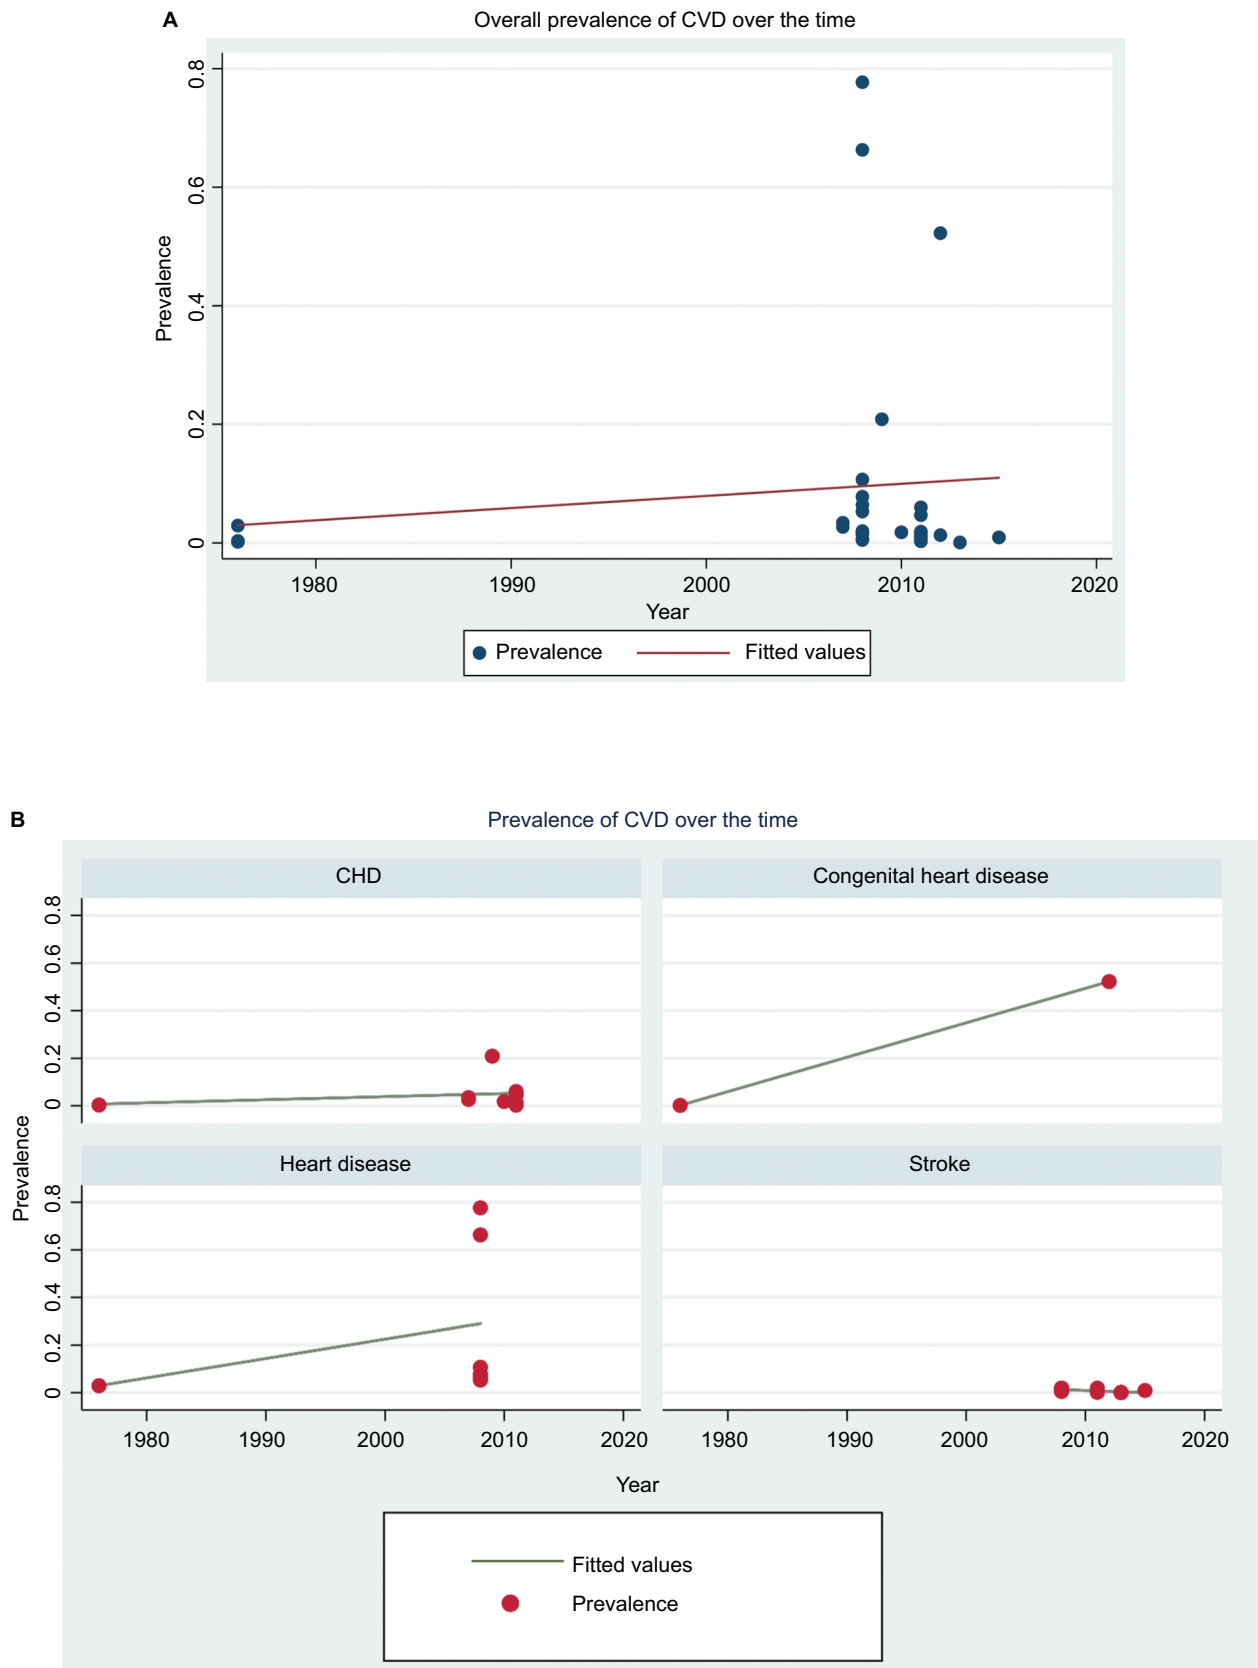 A Overall prevalence of CVD over the time
0.8
0.6
0.4
0.2
0
Prevalence
1980 1990 2000 2010 2020
Year
Prevalence Fitted values
B Prevalence of CVD over the time
CHD Congenital heart disease
0.8
0.6
0.4
0.2
0
Prevalence
Heart disease Stroke
0.8
0.6
0.4
0.2
0
1980 1990 2000 2010 2020 1980 1990 2000 2010 2020
Year
Fitted values
Prevalence